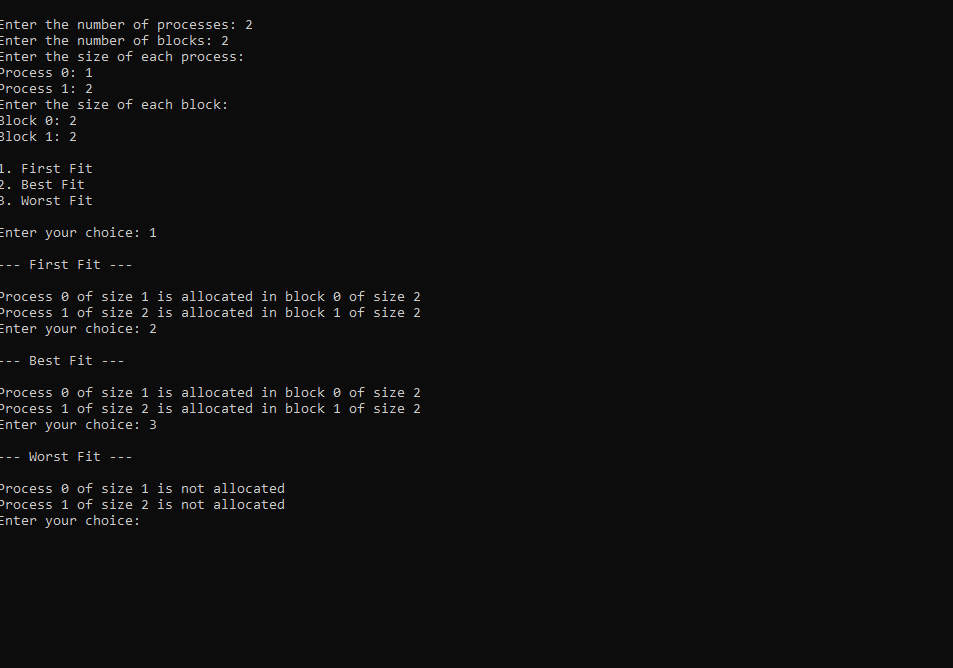 Enter the number of processes: 2
Enter the number of blocks: 2
Enter the size of each process:
Process 0: 1
Process 1: 2
Enter the size of each block:
Block 0: 2
Block 1: 2
1. First Fit
2. Best Fit
3. Worst Fit
Enter your choice: 1
--- First Fit ---
Process 0 of size 1 is allocated in block 0 of size 2
Process 1 of size 2 is allocated in block 1 of size 2
Enter your choice: 2
--- Best Fit ---
Process 0 of size 1 is allocated in block 0 of size 2
Process 1 of size 2 is allocated in block 1 of size 2
Enter your choice: 3
--- Worst Fit ---
Process 0 of size 1 is not allocated
Process 1 of size 2 is not allocated
Enter your choice: